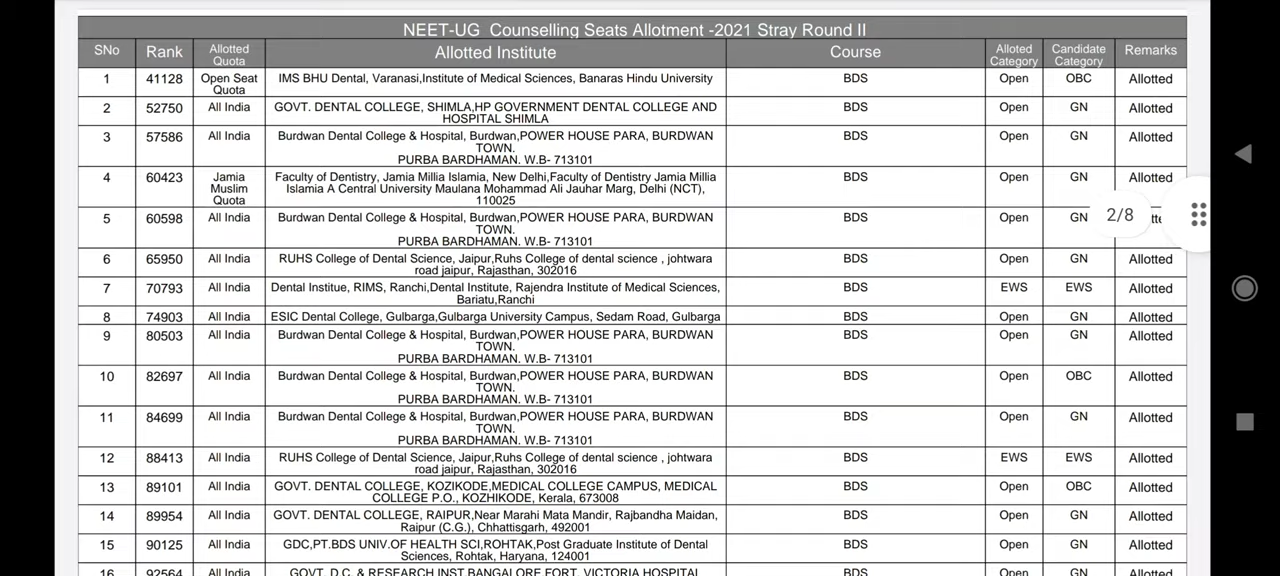 NEET-UG Counselling Seats Allotment -2021 Stray Round II
SNo Rank Allotted Quota Allotted Institute Course Alloted Category Candidate Category Remarks
1 41128 Open Seat Quota IMS BHU Dental, Varanasi,Institute of Medical Sciences, Banaras Hindu University BDS Open OBC Allotted
2 52750 All India GOVT. DENTAL COLLEGE, SHIMLA,HP GOVERNMENT DENTAL COLLEGE AND BDS Open GN Allotted
HOSPITAL SHIMLA
3 57586 All India Burdwan Dental College & Hospital, Burdwan,POWER HOUSE PARA, BURDWAN BDS Open GN Allotted
TOWN.
PURBA BARDHAMAN. W.B- 713101
4 60423 Jamia Muslim Quota Faculty of Dentistry, Jamia Millia Islamia, New Delhi,Faculty of Dentistry Jamia Millia BDS Open GN Allotted
Islamia A Central University Maulana Mohammad Ali Jauhar Marg, Delhi (NCT),
110025
5 60598 All India Burdwan Dental College & Hospital, Burdwan,POWER HOUSE PARA, BURDWAN BDS Open GN 2/8
TOWN.
PURBA BARDHAMAN. W.B- 713101
6 65950 All India RUHS College of Dental Science, Jaipur,Ruhs College of dental science , johtwara BDS Open GN Allotted
road jaipur, Rajasthan, 302016
7 70793 All India Dental Institue, RIMS, Ranchi,Dental Institute, Rajendra Institute of Medical Sciences, BDS EWS EWS Allotted
Bariatu,Ranchi
8 74903 All India ESIC Dental College, Gulbarga,Gulbarga University Campus, Sedam Road, Gulbarga BDS Open GN Allotted
9 80503 All India Burdwan Dental College & Hospital, Burdwan,POWER HOUSE PARA, BURDWAN BDS Open GN Allotted
TOWN.
PURBA BARDHAMAN. W.B- 713101
10 82697 All India Burdwan Dental College & Hospital, Burdwan,POWER HOUSE PARA, BURDWAN BDS Open OBC Allotted
TOWN.
PURBA BARDHAMAN. W.B- 713101
11 84699 All India Burdwan Dental College & Hospital, Burdwan,POWER HOUSE PARA, BURDWAN BDS Open GN Allotted
TOWN.
PURBA BARDHAMAN. W.B- 713101
12 88413 All India RUHS College of Dental Science, Jaipur,Ruhs College of dental science , johtwara BDS EWS EWS Allotted
road jaipur, Rajasthan, 302016
13 89101 All India GOVT. DENTAL COLLEGE, KOZIKODE,MEDICAL COLLEGE CAMPUS, MEDICAL BDS Open OBC Allotted
COLLEGE P.O., KOZHIKODE, Kerala, 673008
14 89954 All India GOVT. DENTAL COLLEGE, RAIPUR,Near Marahi Mata Mandir, Rajbandha Maidan, BDS Open GN Allotted
Raipur (C.G.), Chhattisgarh, 492001
15 90125 All India GDC,PT.BDS UNIV.OF HEALTH SCI,ROHTAK,Post Graduate Institute of Dental BDS Open GN Allotted
Sciences, Rohtak, Haryana, 124001
16 92564 All India GOVT. D.C. & RESEARCH INST BANGALORE FORT, VICTORIA HOSPITAL BDS Open GN Allotted